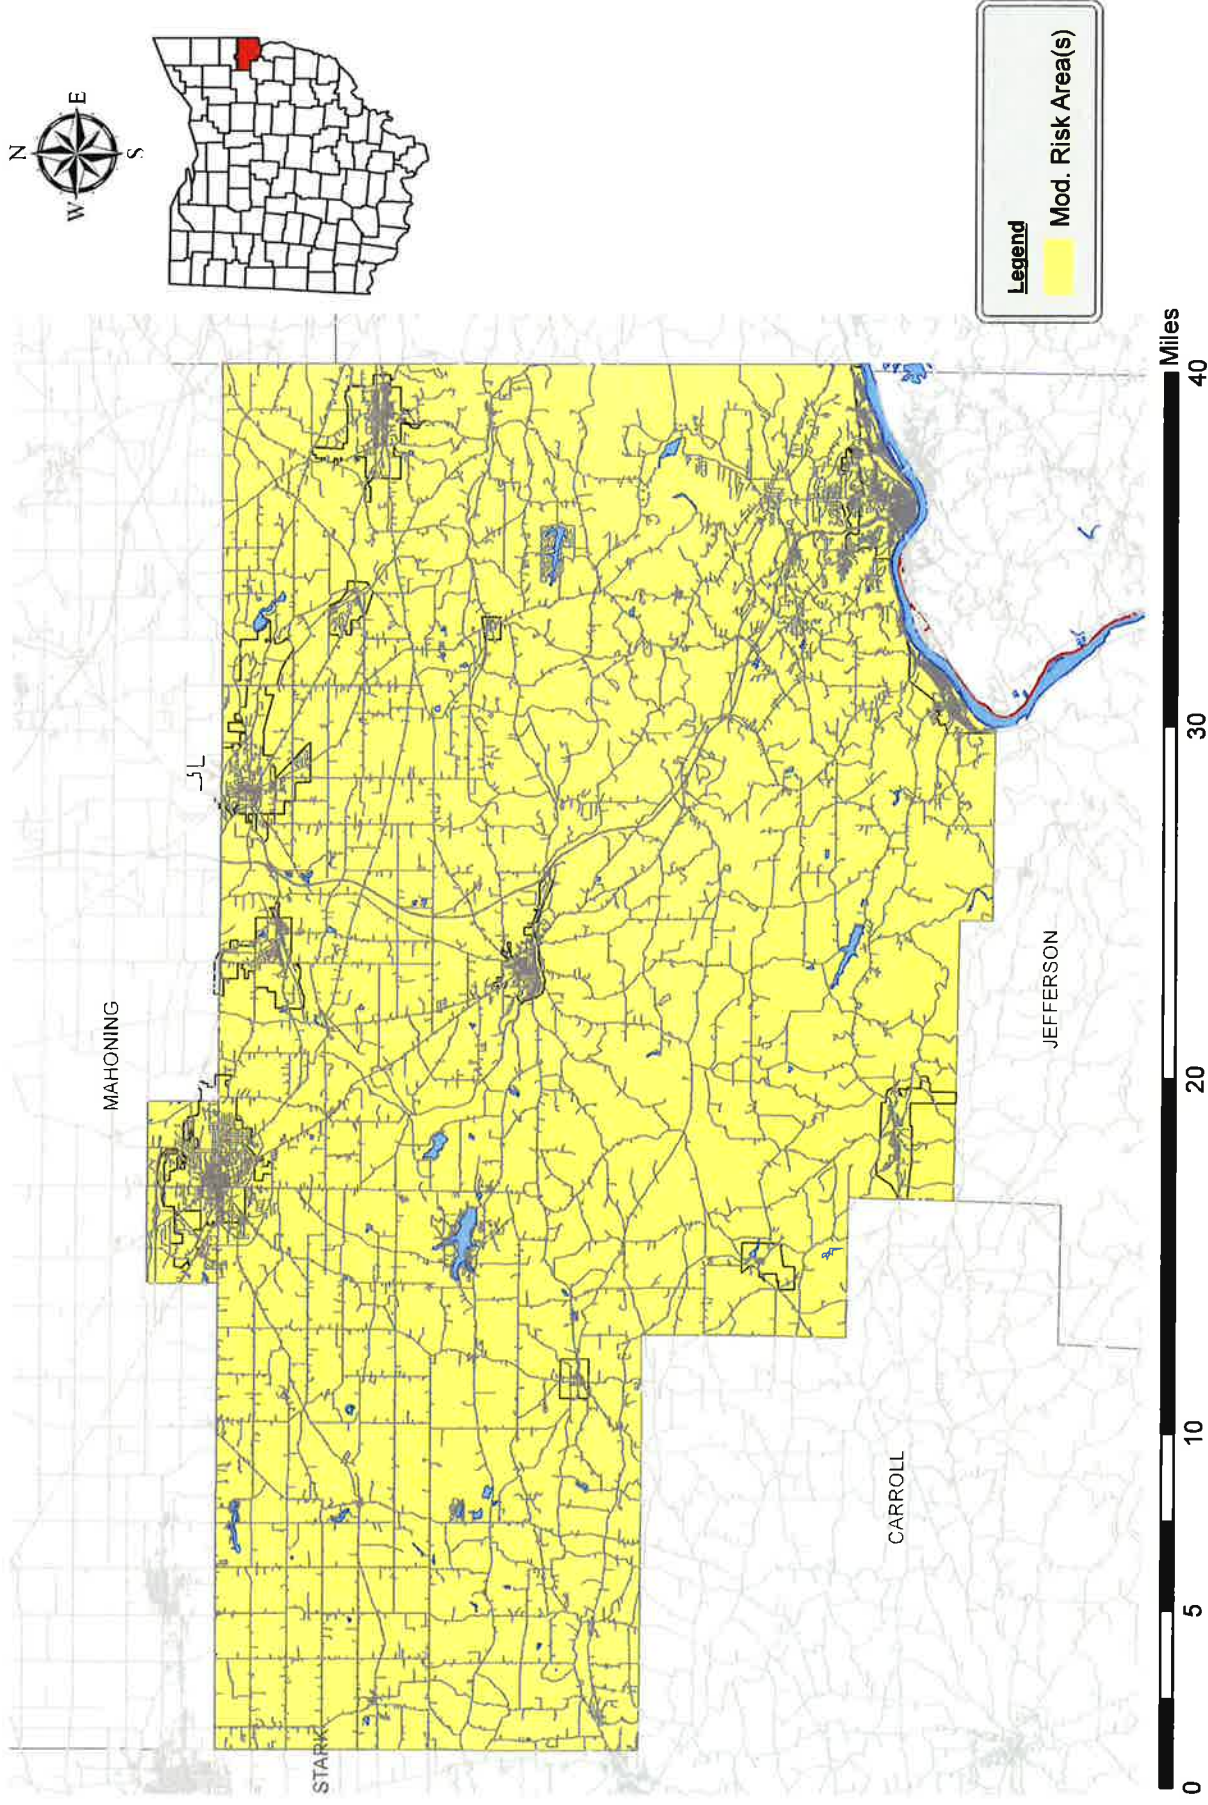 N
W
E
S
MAHONING
STARK
CARROLL
JEFFERSON
Legend
Mod. Risk Area(s)
0
5
10
20
30
40
Miles